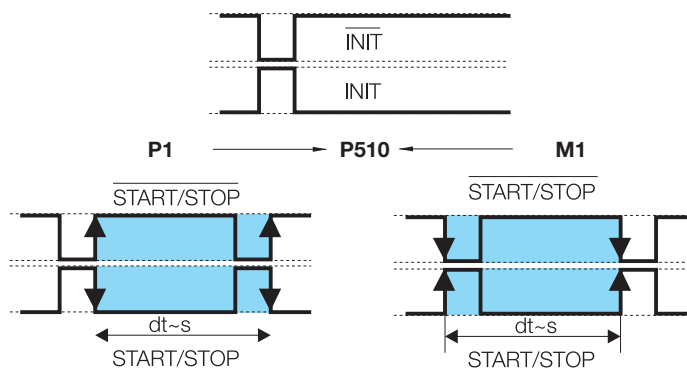 INIT
INIT
P1 P510 M1
START/STOP START/STOP
dt~s dt~s
START/STOP START/STOP